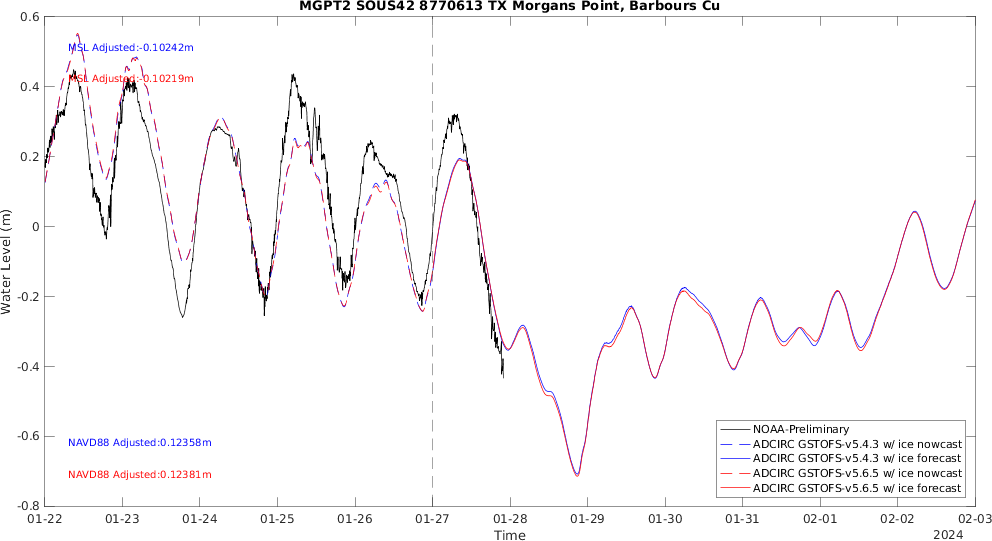 MGPT2 SOUS42 8770613 TX Morgans Point, Barbours Cu
MSL Adjusted:-0.10242m
MSL Adjusted:-0.10219m
0.6
0.4
0.2
0
-0.2
-0.4
-0.6
-0.8
Water Level (m)
NAVD88 Adjusted:0.12358m
NAVD88 Adjusted:0.12381m
NOAA-Preliminary
ADCIRC GSTOFS-v5.4.3 w/ ice nowcast
ADCIRC GSTOFS-v5.4.3 w/ ice forecast
ADCIRC GSTOFS-v5.6.5 w/ ice nowcast
ADCIRC GSTOFS-v5.6.5 w/ ice forecast
01-22 01-23 01-24 01-25 01-26 01-27 01-28 01-29 01-30 01-31 02-01 02-02 02-03
Time
2024